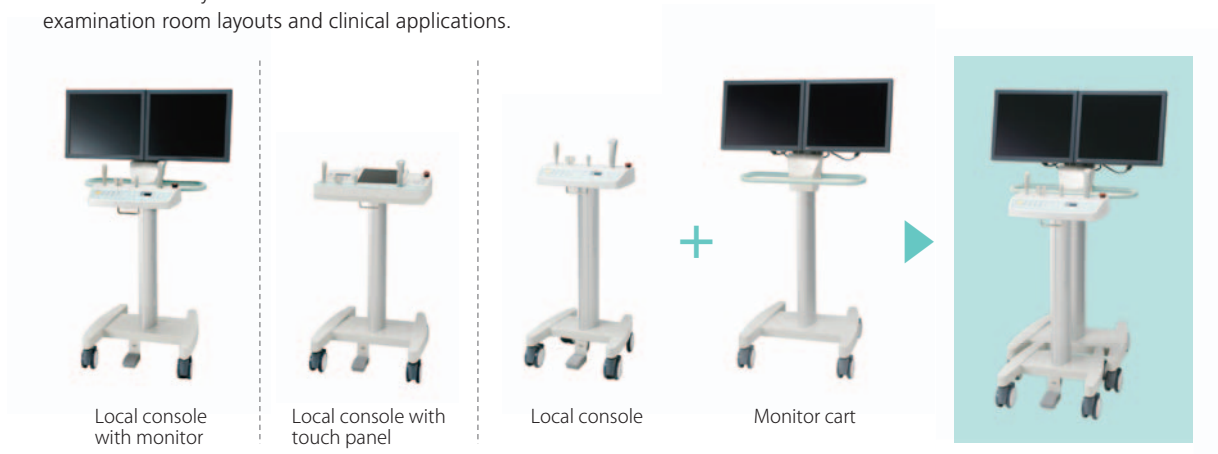 examination room layouts and clinical applications.
+
Local console
with monitor
Local console with
touch panel
Local console
Monitor cart